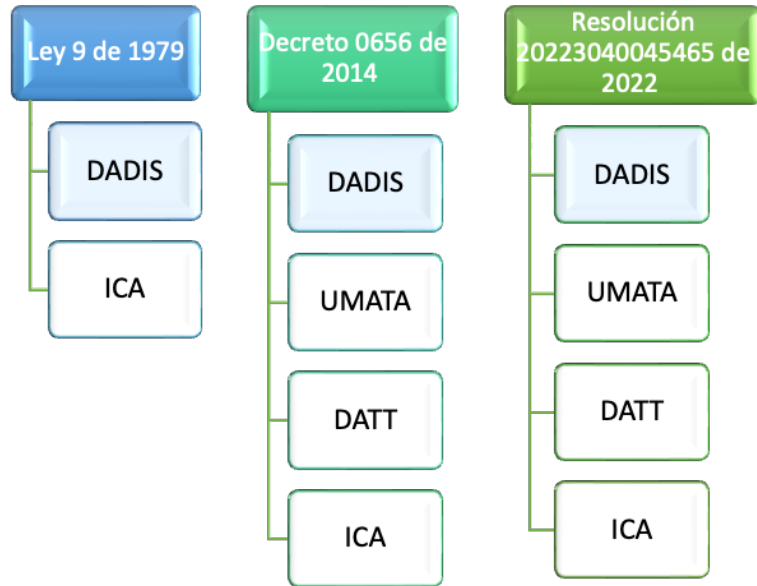 Ley 9 de 1979
DADIS
ICA
Decreto 0656 de
2014
DADIS
UMATA
DATT
ICA
Resolución
20223040045465 de
2022
DADIS
UMATA
DATT
ICA